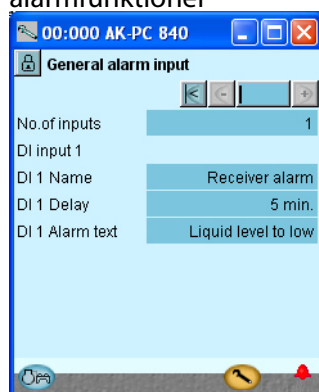 alarmfunktioner
00:000 AK-PC 840
General alarm input
No.of inputs 1
DI input 1
DI 1 Name Receiver alarm
DI 1 Delay 5 min.
DI 1 Alarm text Liquid level to low